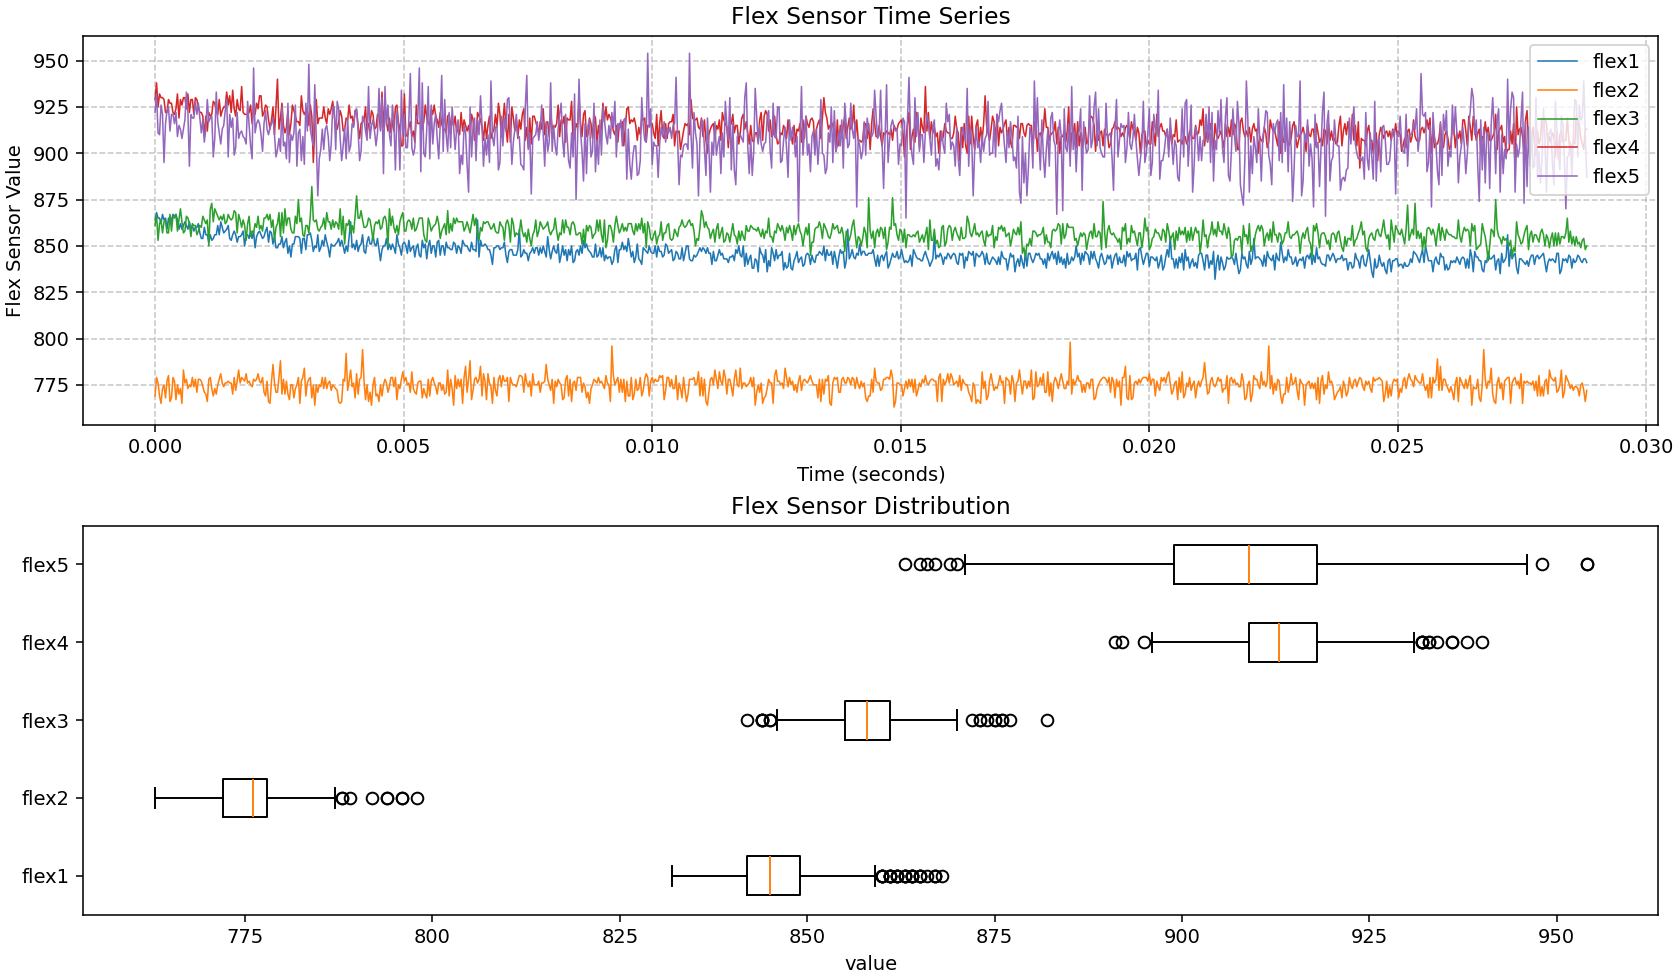 Flex Sensor Time Series
Flex Sensor Value
950
925
900
875
850
825
800
775
flex1
flex2
flex3
flex4
flex5
0.000 0.005 0.010 0.015 0.020 0.025 0.030
Time (seconds)
Flex Sensor Distribution
flex5
flex4
flex3
flex2
flex1
775 800 825 850 875 900 925 950
value